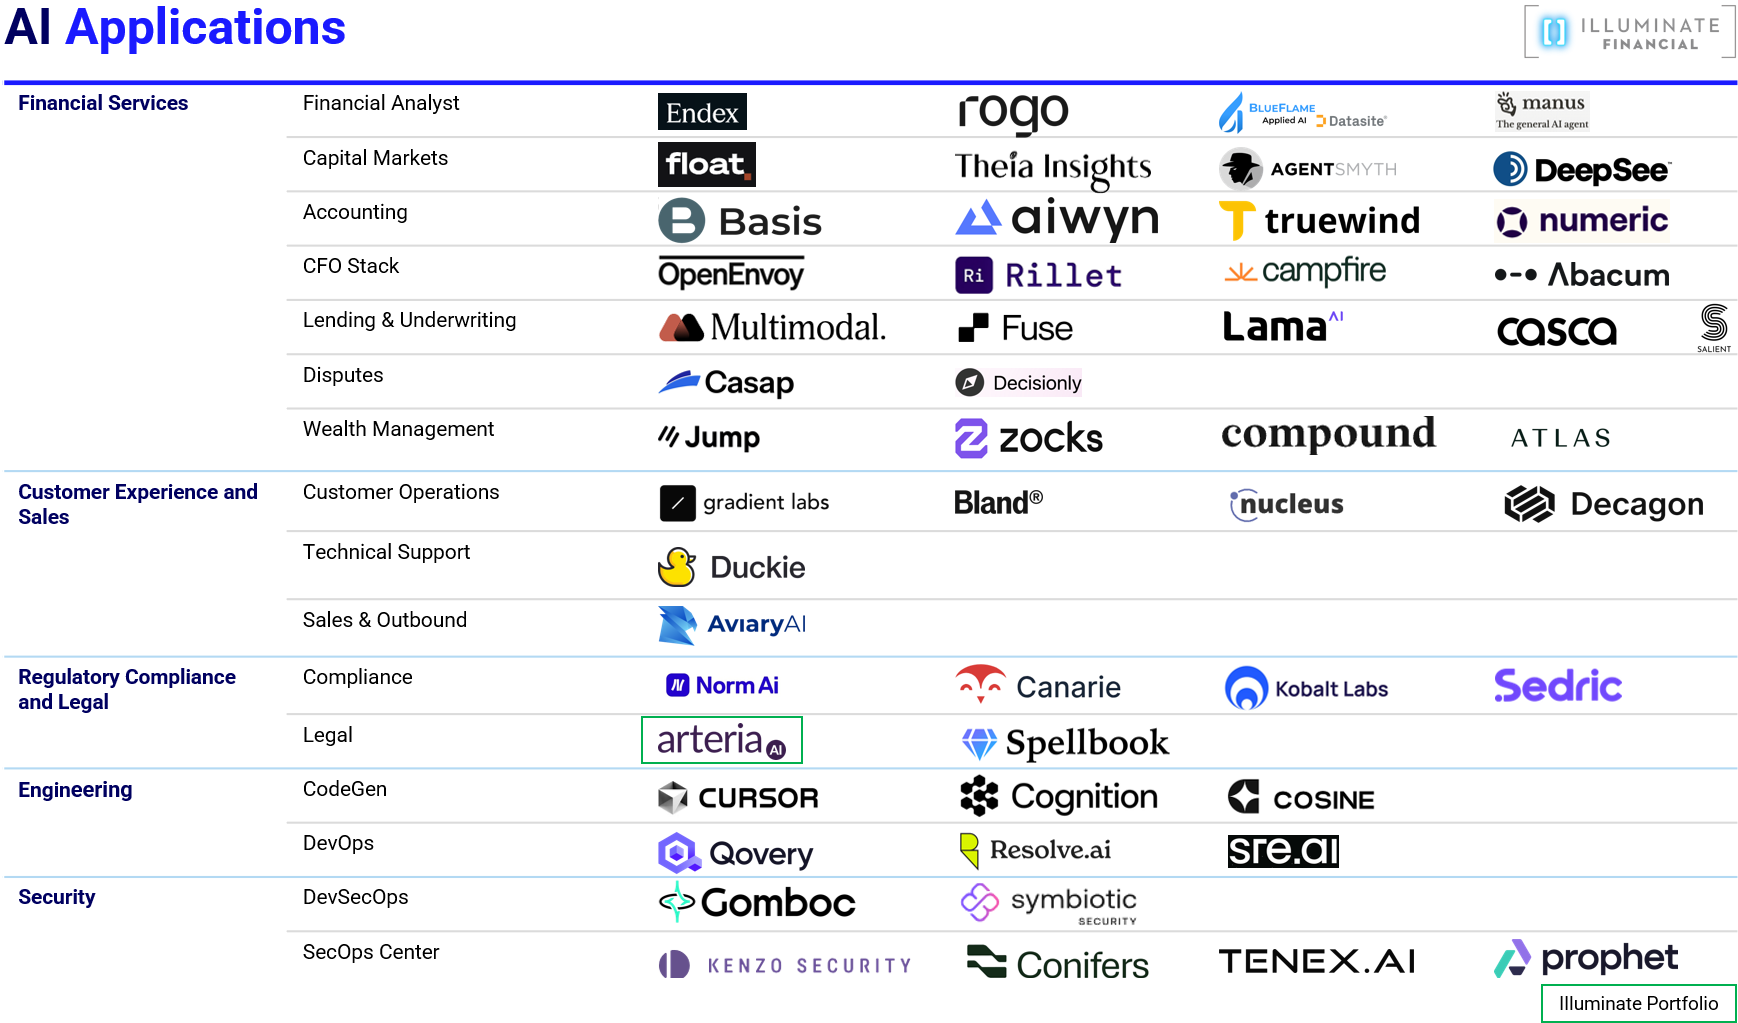 AI Applications
ILLUMINATE
FINANCIAL
Financial Services
Financial Analyst
Endex
rogo
BLUEFLAME
Applied AI
Datasite®
manus
The general AI agent
Capital Markets
float.
Theia Insights
AGENTSMYTH
DeepSee™
Accounting
B Basis
aiwyn
truewind
numeric
CFO Stack
OpenEnvoy
Ri Rillet
campfire
Abacum
Lending & Underwriting
Multimodal.
Fuse
Lama AI
casca
SALIENT
Disputes
Casap
Decisionly
Wealth Management
Jump
zocks
compound
ATLAS
Customer Experience and
Sales
Customer Operations
gradient labs
Bland®
nucleus
Decagon
Technical Support
Duckie
Sales & Outbound
AviaryAI
Regulatory Compliance
and Legal
Compliance
Norm Ai
Canarie
Kobalt Labs
Sedric
Legal
arteria AI
Spellbook
Engineering
CodeGen
CURSOR
Cognition
COSINE
DevOps
Qovery
Resolve.ai
sre.ai
Security
DevSecOps
Gomboc
symbiotic
SECURITY
SecOps Center
KENZO SECURITY
Conifers
TENEX.AI
prophet
Illuminate Portfolio